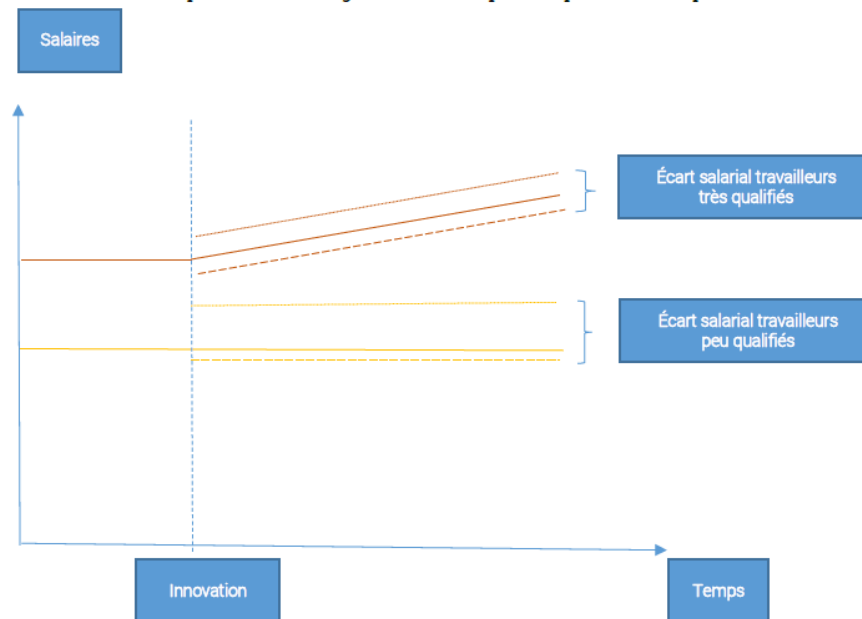 Salaires
Écart salarial travailleurs
très qualifiés
Écart salarial travailleurs
peu qualifiés
Innovation
Temps